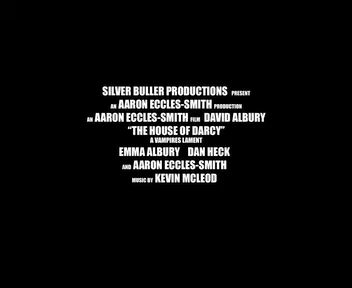 SILVER BULLER PRODUCTIONS PRESENT
AN AARON ECCLES-SMITH PRODUCTION
AN AARON ECCLES-SMITH FILM DAVID ALBURY
"THE HOUSE OF DARCY"
A VAMPIRES LAMENT
EMMA ALBURY DAN HECK
AND AARON ECCLES-SMITH
MUSIC BY KEVIN MCLEOD